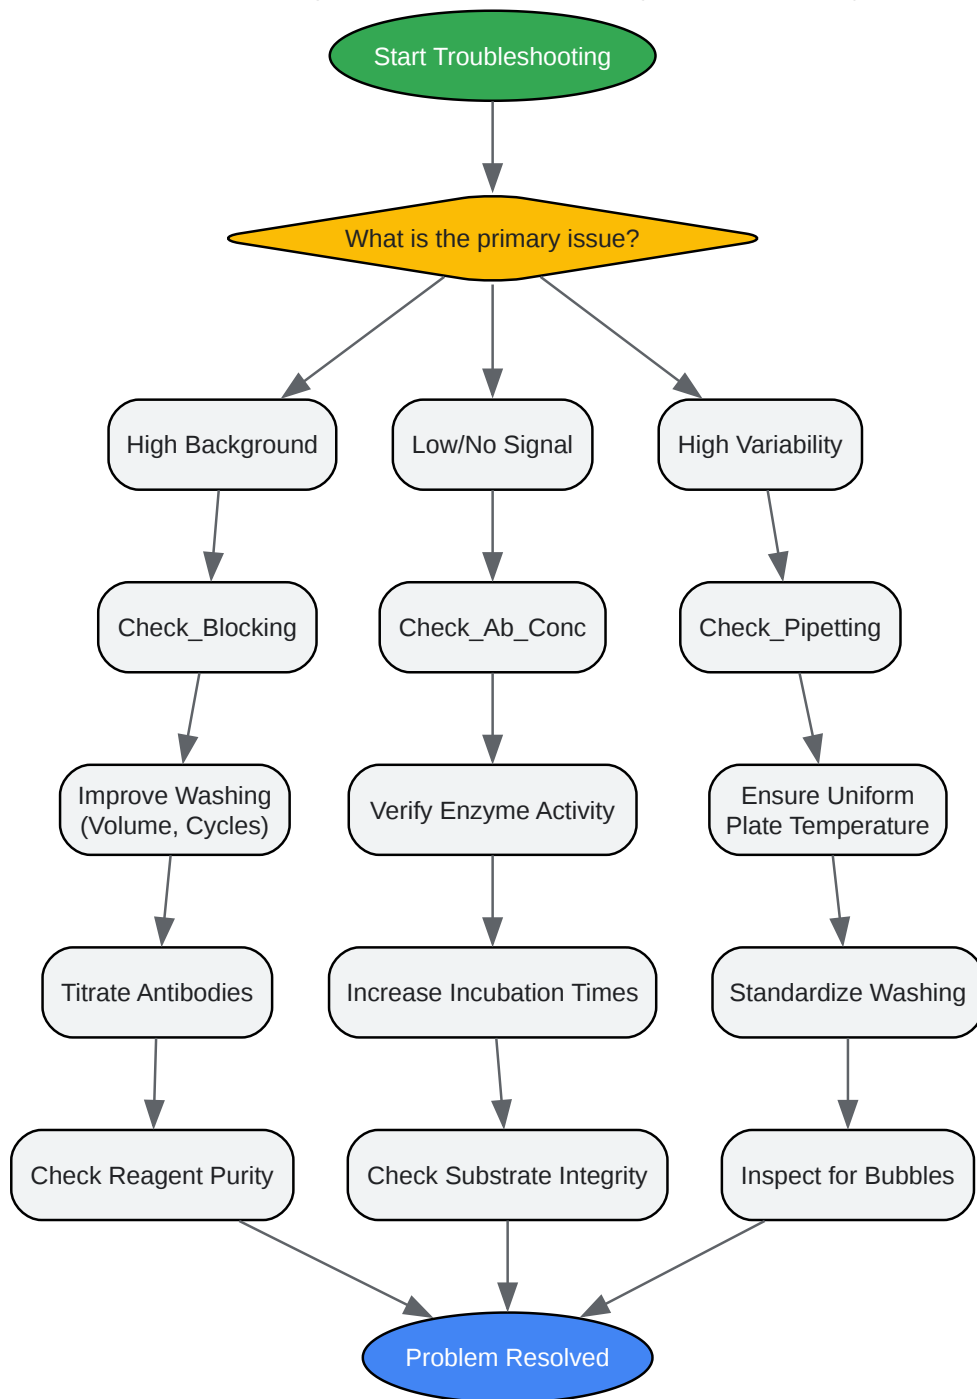 Start Troubleshooting
What is the primary issue?
High Background
Low/No Signal
High Variability
Check_Blocking
Check_Ab_Conc
Check_Pipetting
Improve Washing
(Volume, Cycles)
Verify Enzyme Activity
Ensure Uniform
Plate Temperature
Titrate Antibodies
Increase Incubation Times
Standardize Washing
Check Reagent Purity
Check Substrate Integrity
Inspect for Bubbles
Problem Resolved